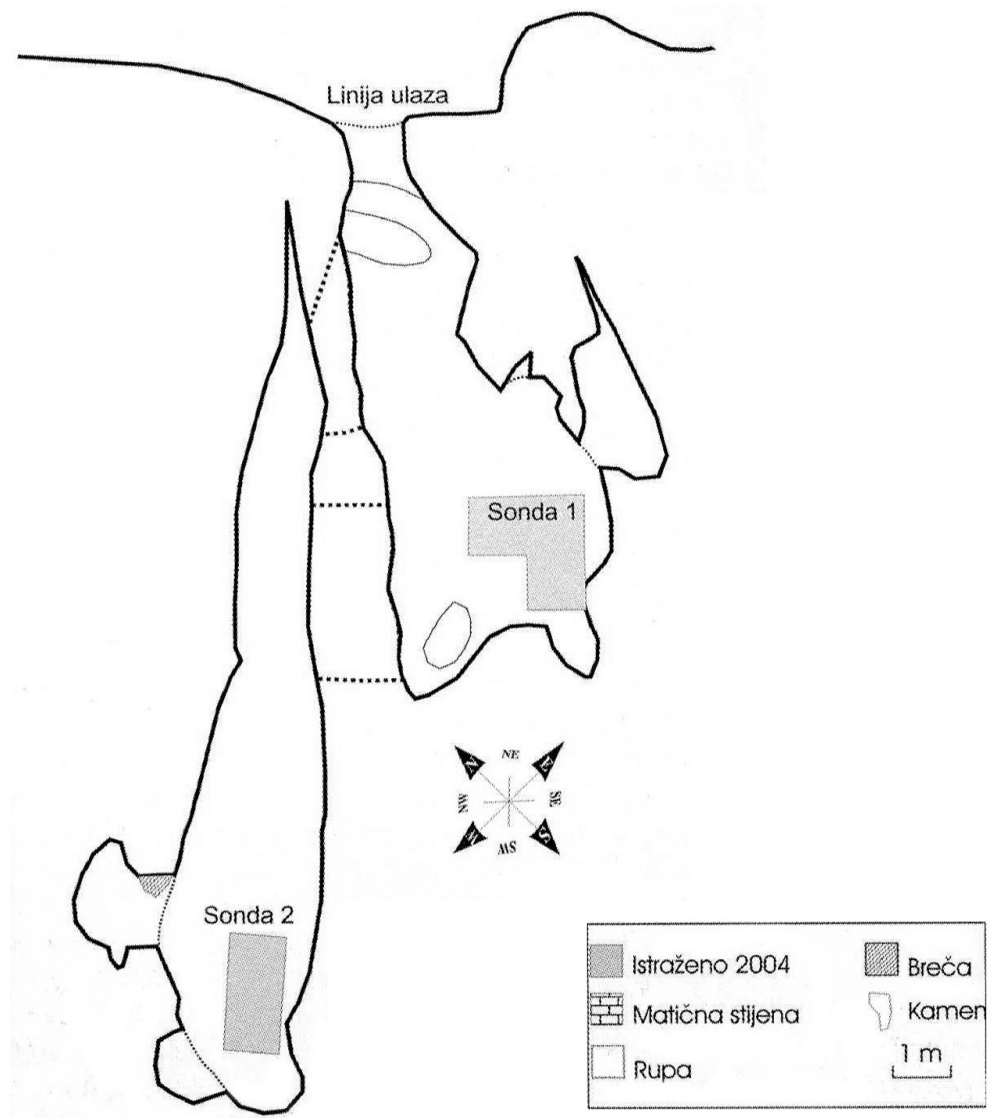 Linija ulaza
Sonda 1
N
NE
E
NW
SE
W
SW
S
Sonda 2
Istraženo 2004
Breča
Matična stijena
Kamen
Rupa
1 m